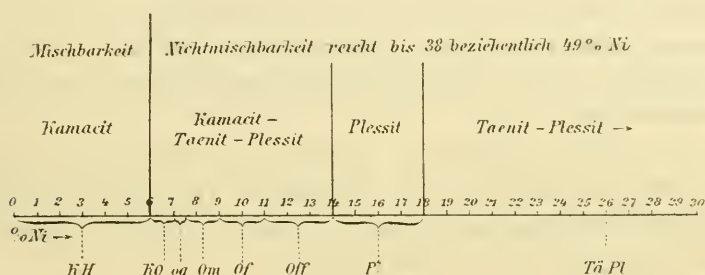 Mischbarkeit Nichtmischbarkeit reicht bis 38 beziehentlich 49% Ni
Kamacit Kamacit – Taenit – Plessit Plessit Taenit – Plessit →
0 1 2 3 4 5 6 7 8 9 10 11 12 13 14 15 16 17 18 19 20 21 22 23 24 25 26 27 28 29 30
% Ni →
KH KO og Om Of Off P Tä Pl